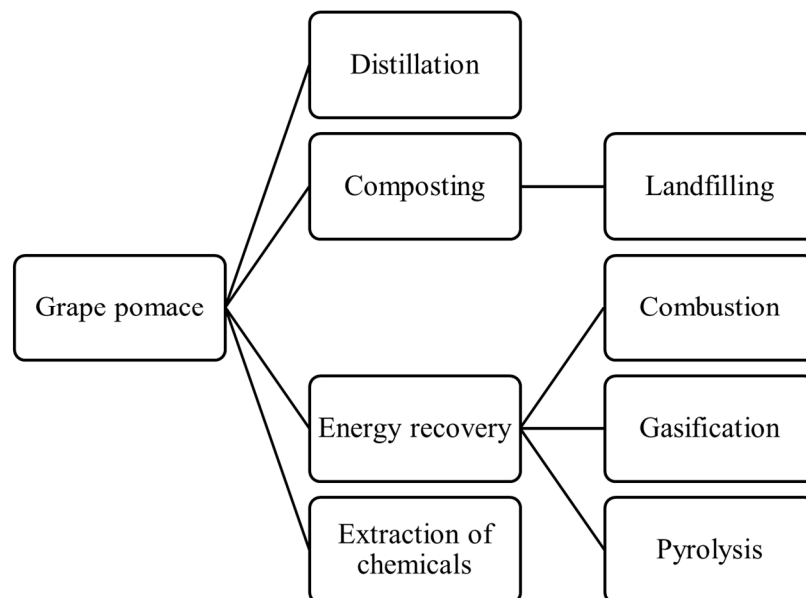 Distillation
Composting
Landfilling
Grape pomace
Combustion
Energy recovery
Gasification
Extraction of
chemicals
Pyrolysis